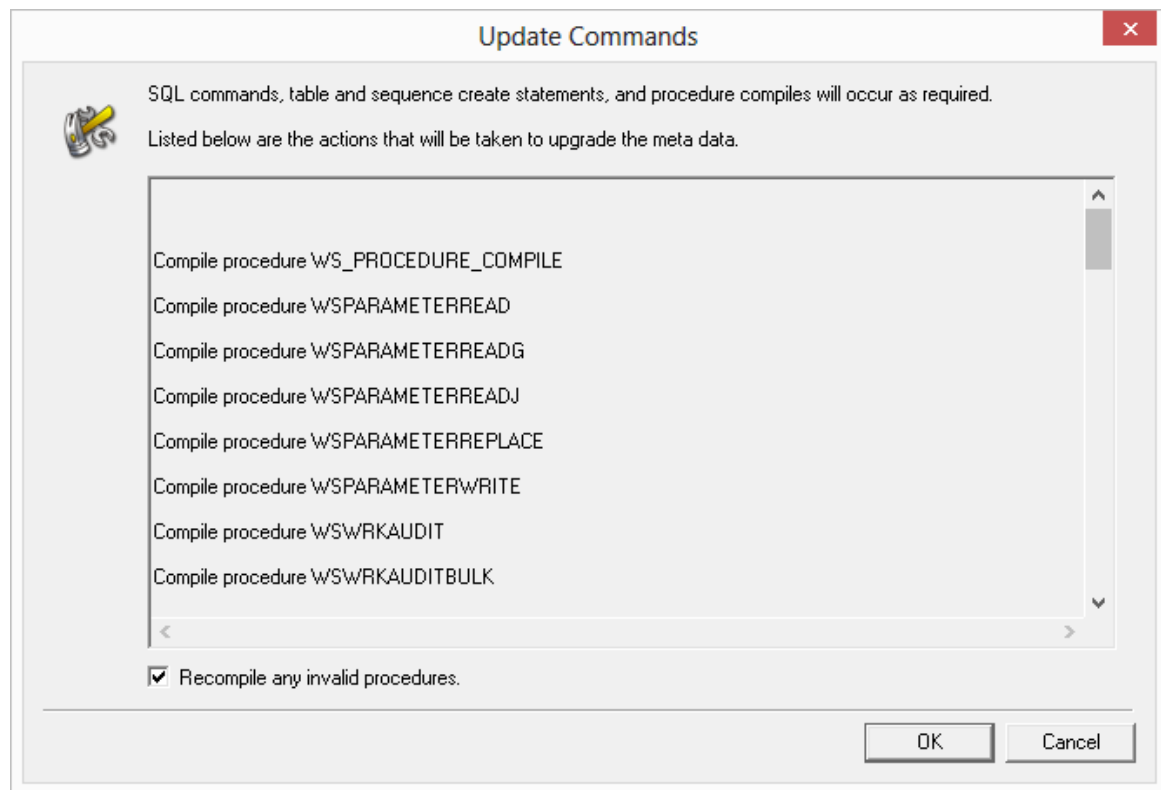 Update Commands
SQL commands, table and sequence create statements, and procedure compiles will occur as required.
Listed below are the actions that will be taken to upgrade the meta data.
Compile procedure WS_PROCEDURE_COMPILE
Compile procedure WSPARAMETERREAD
Compile procedure WSPARAMETERREADG
Compile procedure WSPARAMETERREADJ
Compile procedure WSPARAMETERREPLACE
Compile procedure WSPARAMETERWRITE
Compile procedure WSWRKAUDIT
Compile procedure WSWRKAUDITBULK
Recompile any invalid procedures.
OK Cancel